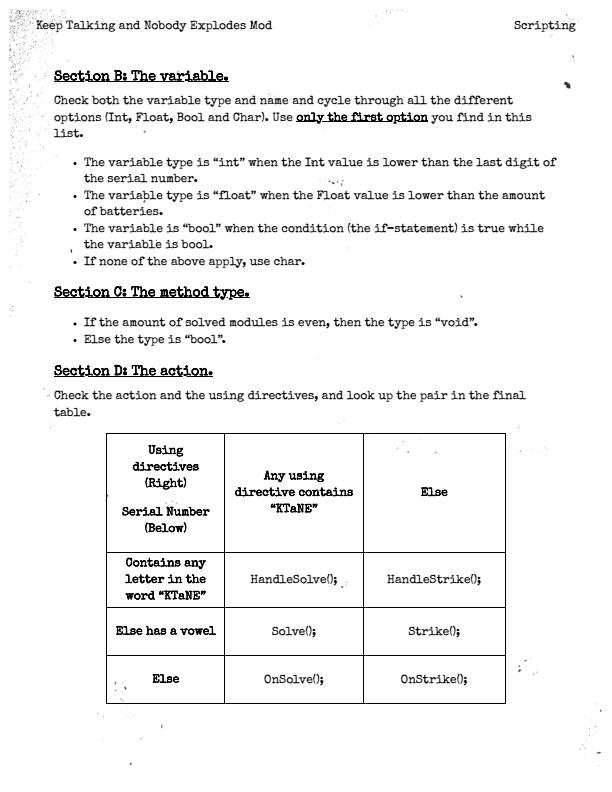 Keep Talking and Nobody Explodes Mod
Scripting
Section B: The variable.
Check both the variable type and name and cycle through all the different
options (Int, Float, Bool and Char). Use only the first option you find in this
list.
• The variable type is “int” when the Int value is lower than the last digit of
the serial number.
• The variable type is “float” when the Float value is lower than the amount
of batteries.
• The variable is “bool” when the condition (the if-statement) is true while
the variable is bool.
• If none of the above apply, use char.
Section C: The method type.
• If the amount of solved modules is even, then the type is “void”.
• Else the type is “bool”.
Section D: The action.
Check the action and the using directives, and look up the pair in the final
table.
Using
directives
(Right)
Serial Number
(Below)
Any using
directive contains
“KTaNE”
Else
Contains any
letter in the
word “KTaNE”
HandleSolve();
HandleStrike();
Else has a vowel
Solve();
Strike();
Else
OnSolve();
OnStrike();